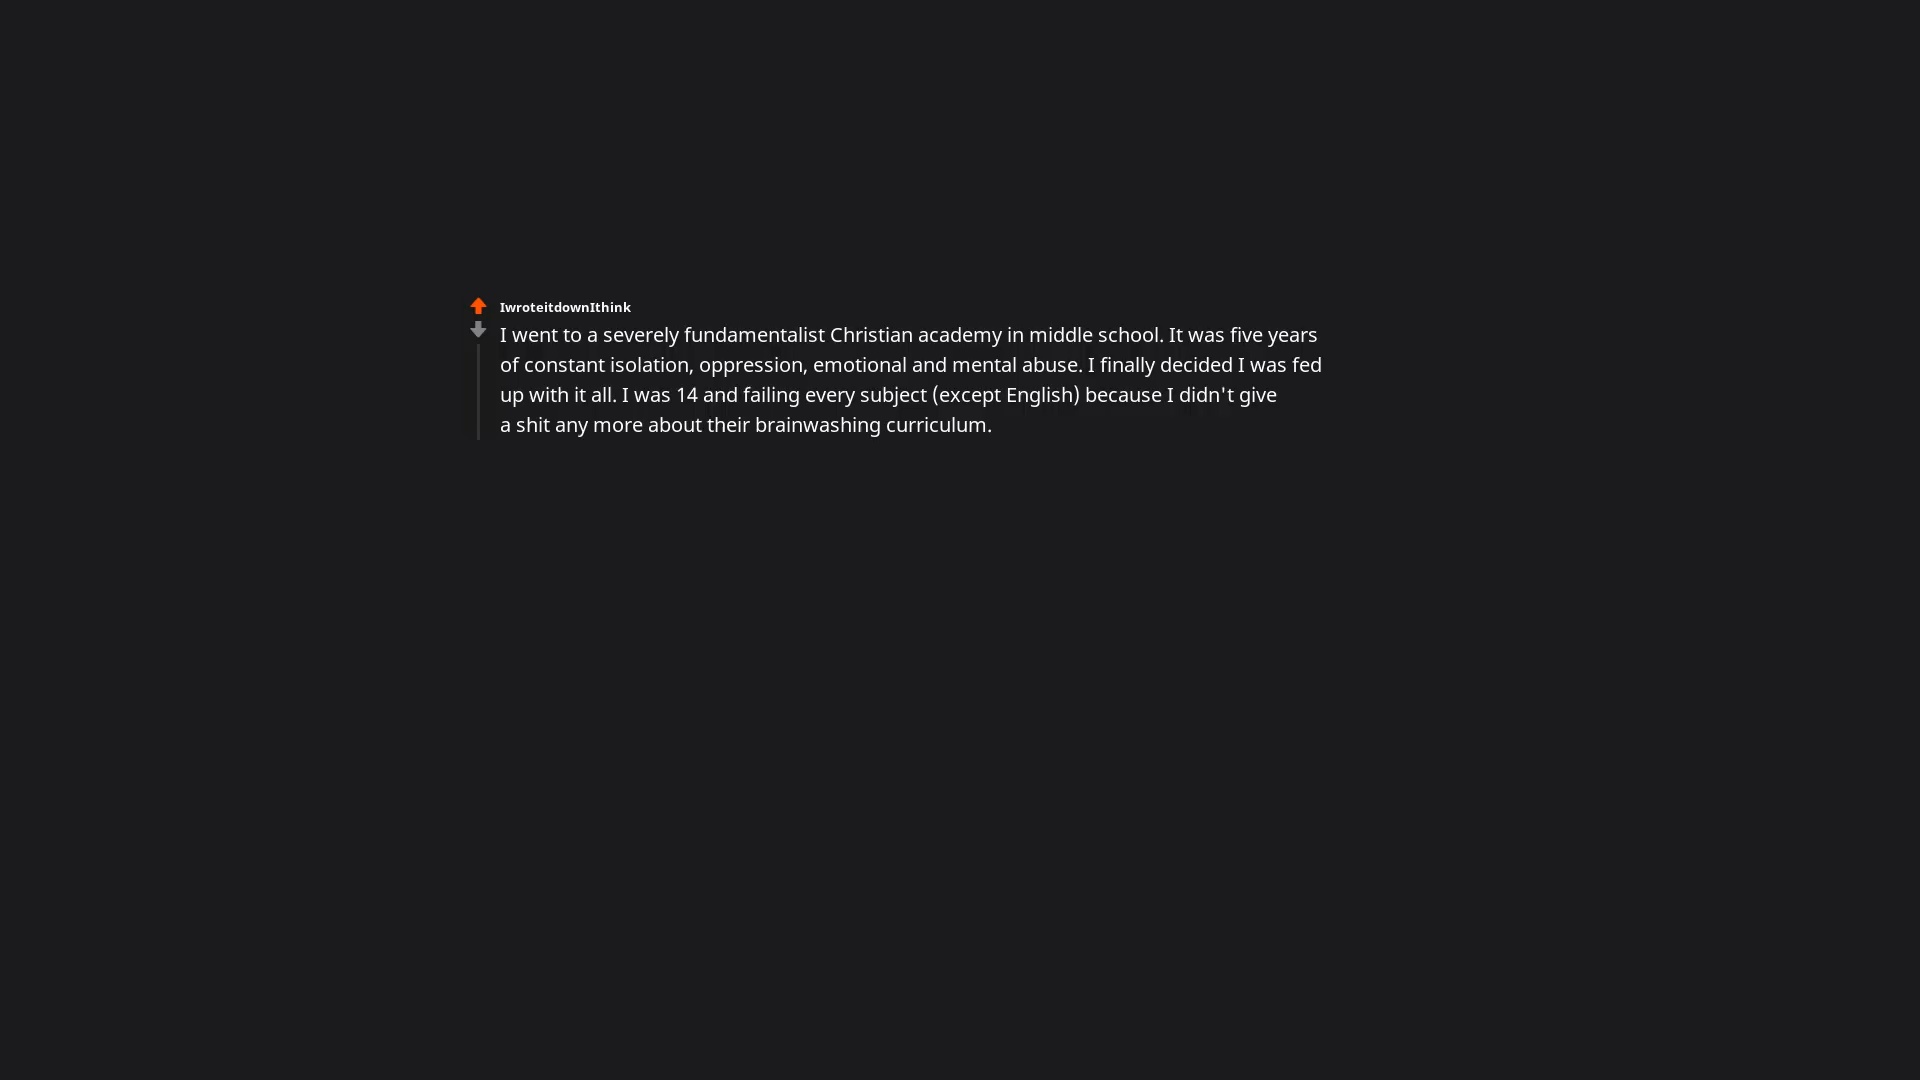 IwroteitdownIthink
I went to a severely fundamentalist Christian academy in middle school. It was five years
of constant isolation, oppression, emotional and mental abuse. I finally decided I was fed
up with it all. I was 14 and failing every subject (except English) because I didn't give
a shit any more about their brainwashing curriculum.